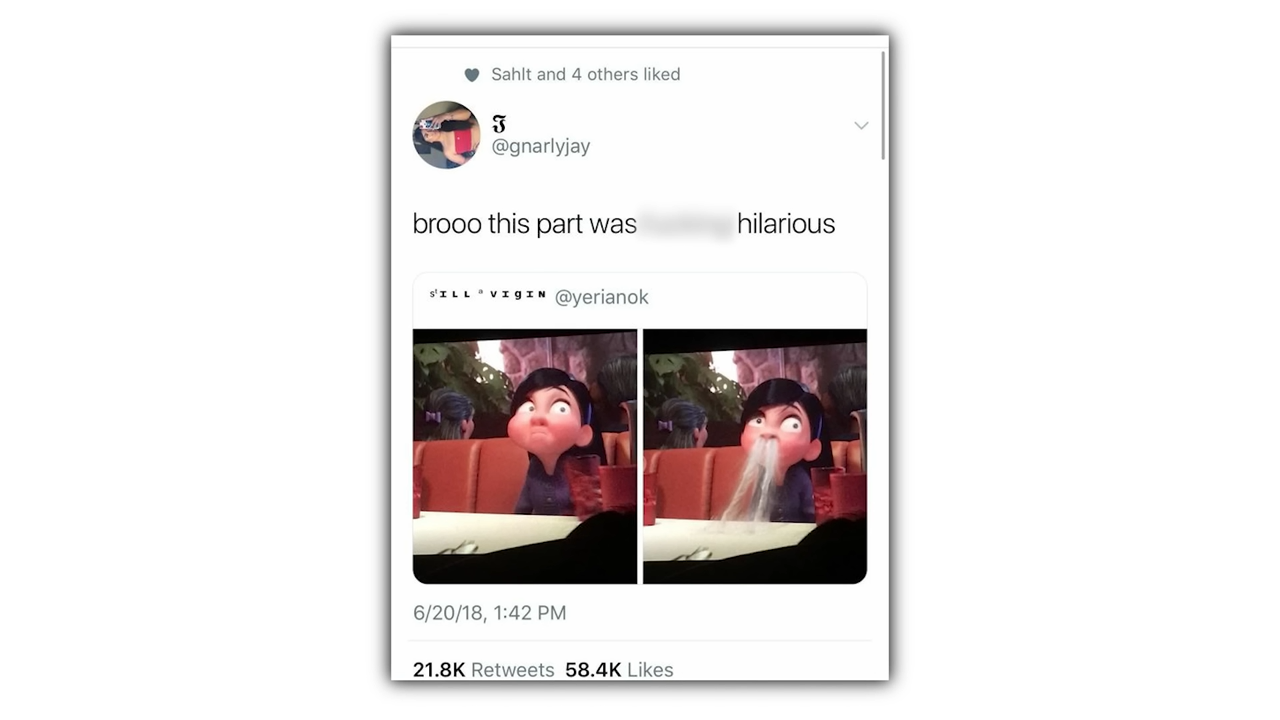 Sahlt and 4 others liked
𝕵
@gnarlyjay
brooo this part was hilarious
sᵗILL ᵃ VIgIN @yerianok
6/20/18, 1:42 PM
21.8K Retweets 58.4K Likes